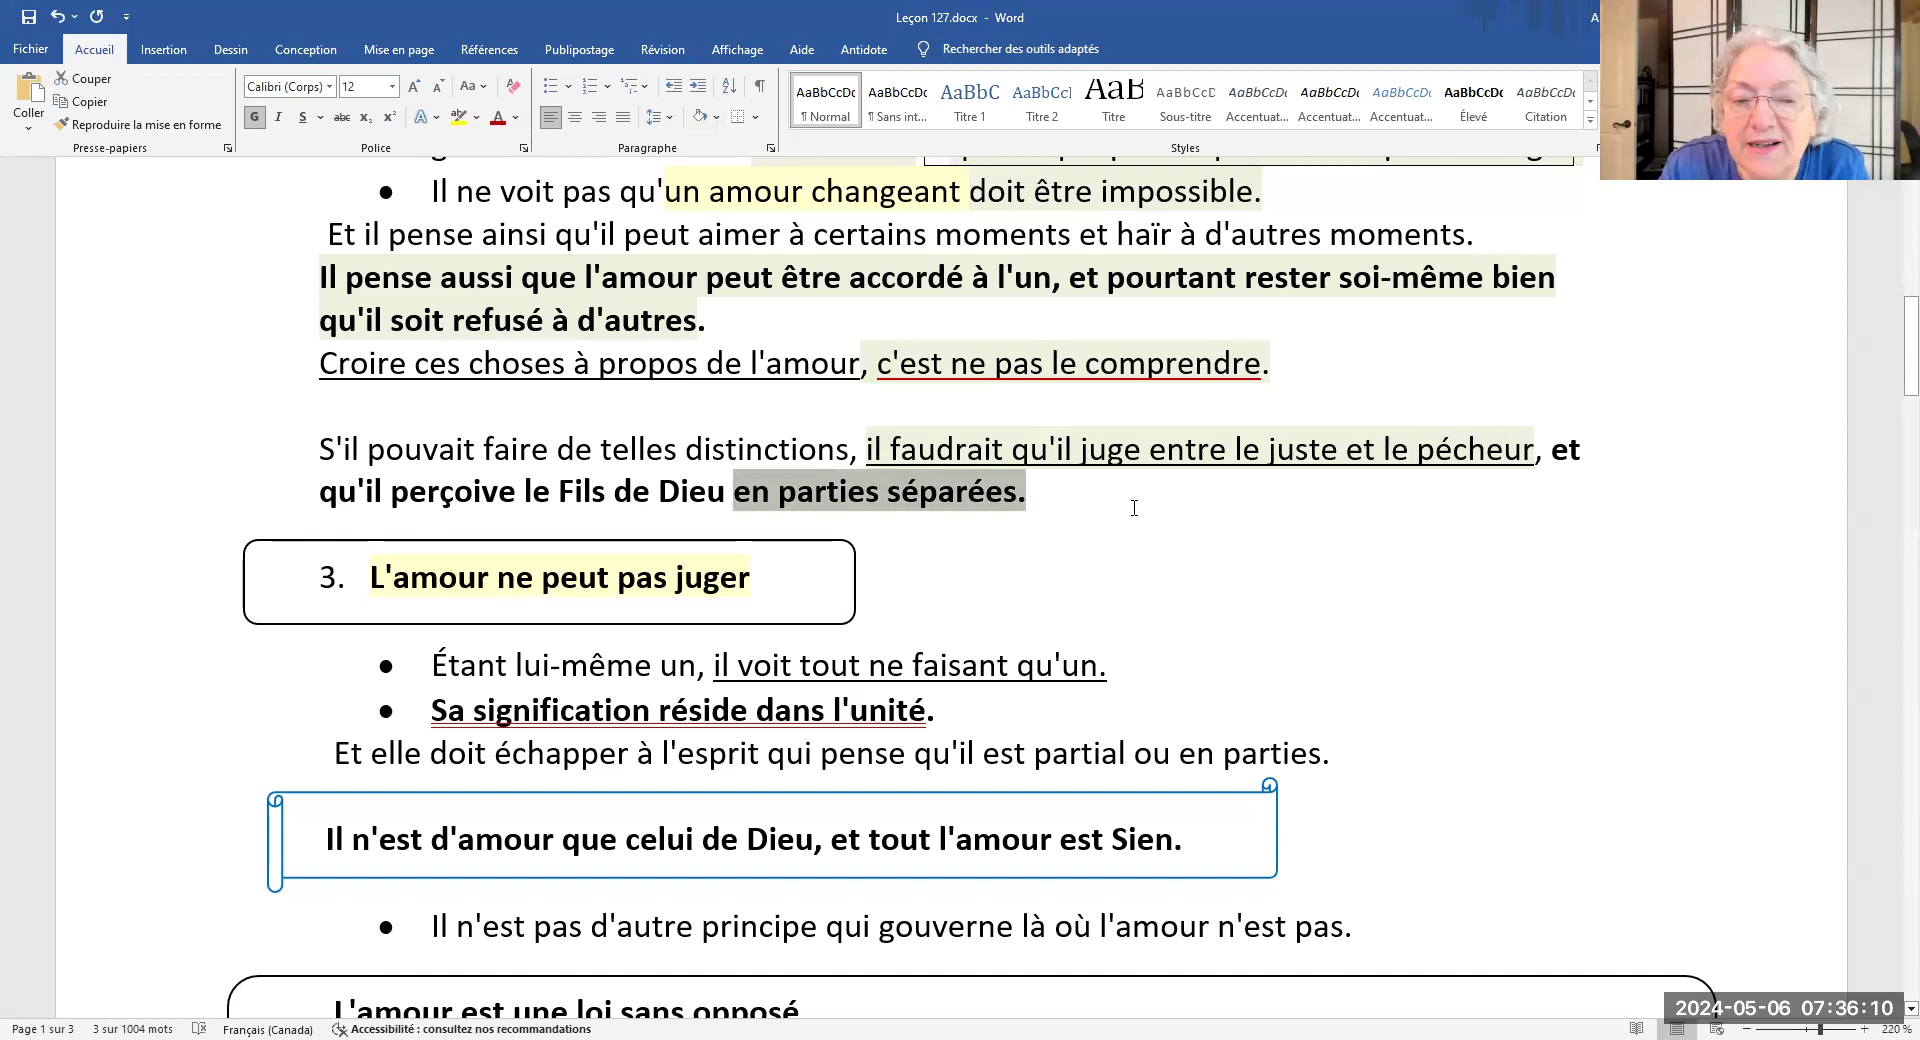 Leçon 127.docx - Word
Fichier Accueil Insertion Dessin Conception Mise en page Références Publipostage Révision Affichage Aide Antidote Rechercher des outils adaptés
Coller
Couper
Copier
Reproduire la mise en forme
Presse-papiers
Calibri (Corps) 12
G I S abc x₂ x²
Police
Paragraphe
AaBbCcDc AaBbCcDc AaBbC AaBbCcI AaB AaBbCcC AaBbCcDc AaBbCcDc AaBbCcDc AaBbCcDc AaBbCcDc
¶ Normal ¶ Sans int... Titre 1 Titre 2 Titre Sous-titre Accentuat... Accentuat... Accentuat... Élevé Citation
Styles
• Il ne voit pas qu'un amour changeant doit être impossible.
Et il pense ainsi qu'il peut aimer à certains moments et haïr à d'autres moments.
Il pense aussi que l'amour peut être accordé à l'un, et pourtant rester soi-même bien
qu'il soit refusé à d'autres.
Croire ces choses à propos de l'amour, c'est ne pas le comprendre.
S'il pouvait faire de telles distinctions, il faudrait qu'il juge entre le juste et le pécheur, et
qu'il perçoive le Fils de Dieu en parties séparées.
3. L'amour ne peut pas juger
• Étant lui-même un, il voit tout ne faisant qu'un.
• Sa signification réside dans l'unité.
Et elle doit échapper à l'esprit qui pense qu'il est partial ou en parties.
Il n'est d'amour que celui de Dieu, et tout l'amour est Sien.
• Il n'est pas d'autre principe qui gouverne là où l'amour n'est pas.
L'amour est une loi sans opposé
2024-05-06 07:36:10
Page 1 sur 3 3 sur 1004 mots Français (Canada) Accessibilité : consultez nos recommandations 220 %